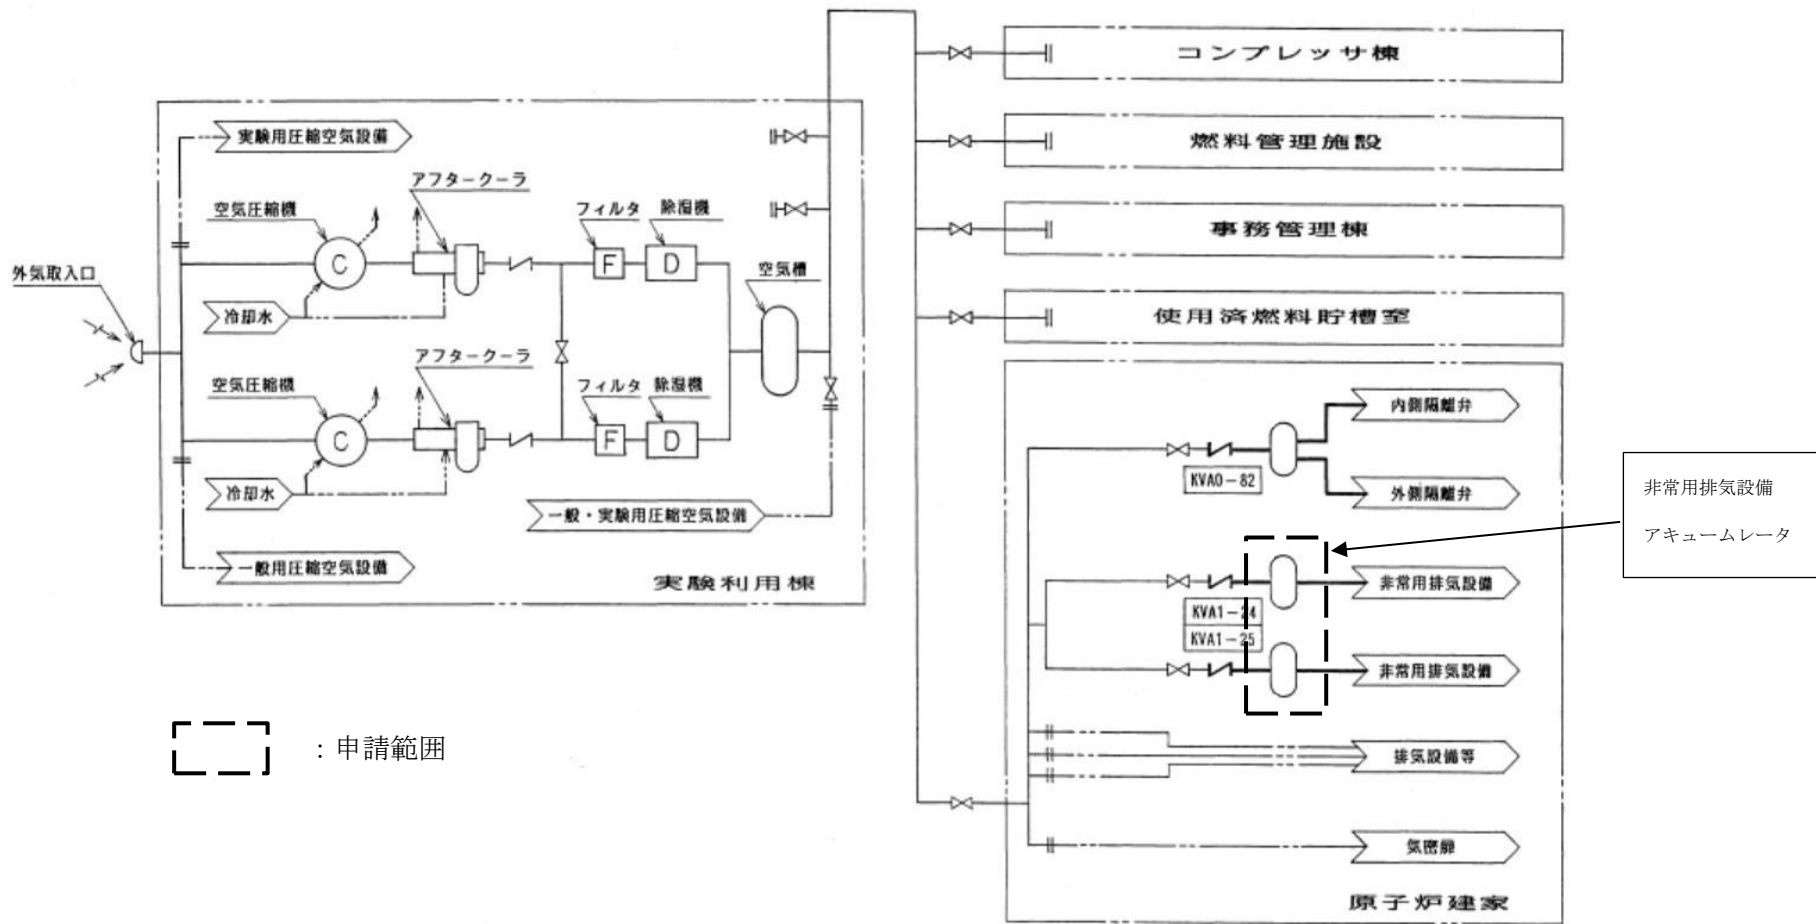 コンプレッサ棟
実験用圧縮空気設備
燃料管理施設
アフタークーラ
空気圧縮機
フィルタ
除湿機
事務管理棟
C
F
D
空気槽
外気取入口
冷却水
使用済燃料貯槽室
アフタークーラ
空気圧縮機
フィルタ
除湿機
内側隔離弁
C
F
D
KVA0-82
冷却水
外側隔離弁
非常用排気設備
アキュームレータ
一般・実験用圧縮空気設備
一般用圧縮空気設備
実験利用棟
非常用排気設備
KVA1-24
KVA1-25
非常用排気設備
：申請範囲
排気設備等
気密扉
原子炉建家